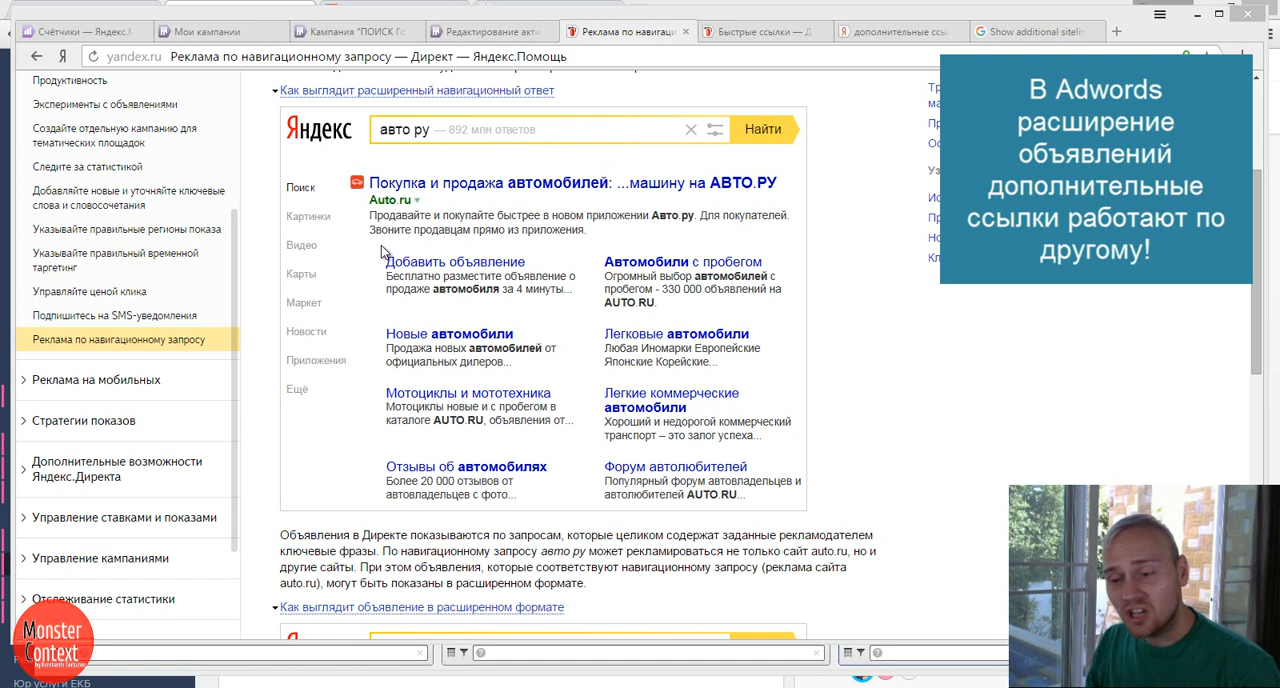 Счётчики — Яндекс.М
Мои кампании
Кампания "ПОИСК Го
Редактирование акти
Реклама по навигац
Быстрые ссылки — Д
дополнительные ссы
Show additional sitelin
yandex.ru Реклама по навигационному запросу — Директ — Яндекс.Помощь
Продуктивность
Эксперименты с объявлениями
Создайте отдельную кампанию для
тематических площадок
Следите за статистикой
Добавляйте новые и уточняйте ключевые
слова и словосочетания
Указывайте правильные регионы показа
Указывайте правильный временной
таргетинг
Управляйте ценой клика
Подпишитесь на SMS-уведомления
Реклама по навигационному запросу
Реклама на мобильных
Стратегии показов
Дополнительные возможности
Яндекс.Директа
Управление ставками и показами
Управление кампаниями
Отслеживание статистики
Как выглядит расширенный навигационный ответ
Яндекс
авто ру — 892 млн ответов
Найти
Поиск
Картинки
Видео
Карты
Маркет
Новости
Приложения
Ещё
Покупка и продажа автомобилей: ...машину на АВТО.РУ
Auto.ru
Продавайте и покупайте быстрее в новом приложении Авто.ру. Для покупателей.
Звоните продавцам прямо из приложения.
Добавить объявление
Бесплатно разместите объявление о
продаже автомобиля за 4 минуты...
Автомобили с пробегом
Огромный выбор автомобилей с
пробегом - 330 000 объявлений на
AUTO.RU.
Новые автомобили
Продажа новых автомобилей от
официальных дилеров...
Легковые автомобили
Любая Иномарки Европейские
Японские Корейские...
Мотоциклы и мототехника
Мотоциклы новые и с пробегом в
каталоге AUTO.RU, объявления от...
Легкие коммерческие
автомобили
Хороший и недорогой коммерческий
транспорт – это залог успеха...
Отзывы об автомобилях
Более 20 000 отзывов от
автовладельцев с фото...
Форум автолюбителей
Популярный форум автовладельцев и
автолюбителей AUTO.RU...
Объявления в Директе показываются по запросам, которые целиком содержат заданные рекламодателем
ключевые фразы. По навигационному запросу авто ру может рекламироваться не только сайт auto.ru, но и
другие сайты. При этом объявления, которые соответствуют навигационному запросу (реклама сайта
auto.ru), могут быть показаны в расширенном формате.
Как выглядит объявление в расширенном формате
В Adwords
расширение
объявлений
дополнительные
ссылки работают по
другому!
Monster
Context
by Konstantin Gorbunov
Юр услуги ЕКБ